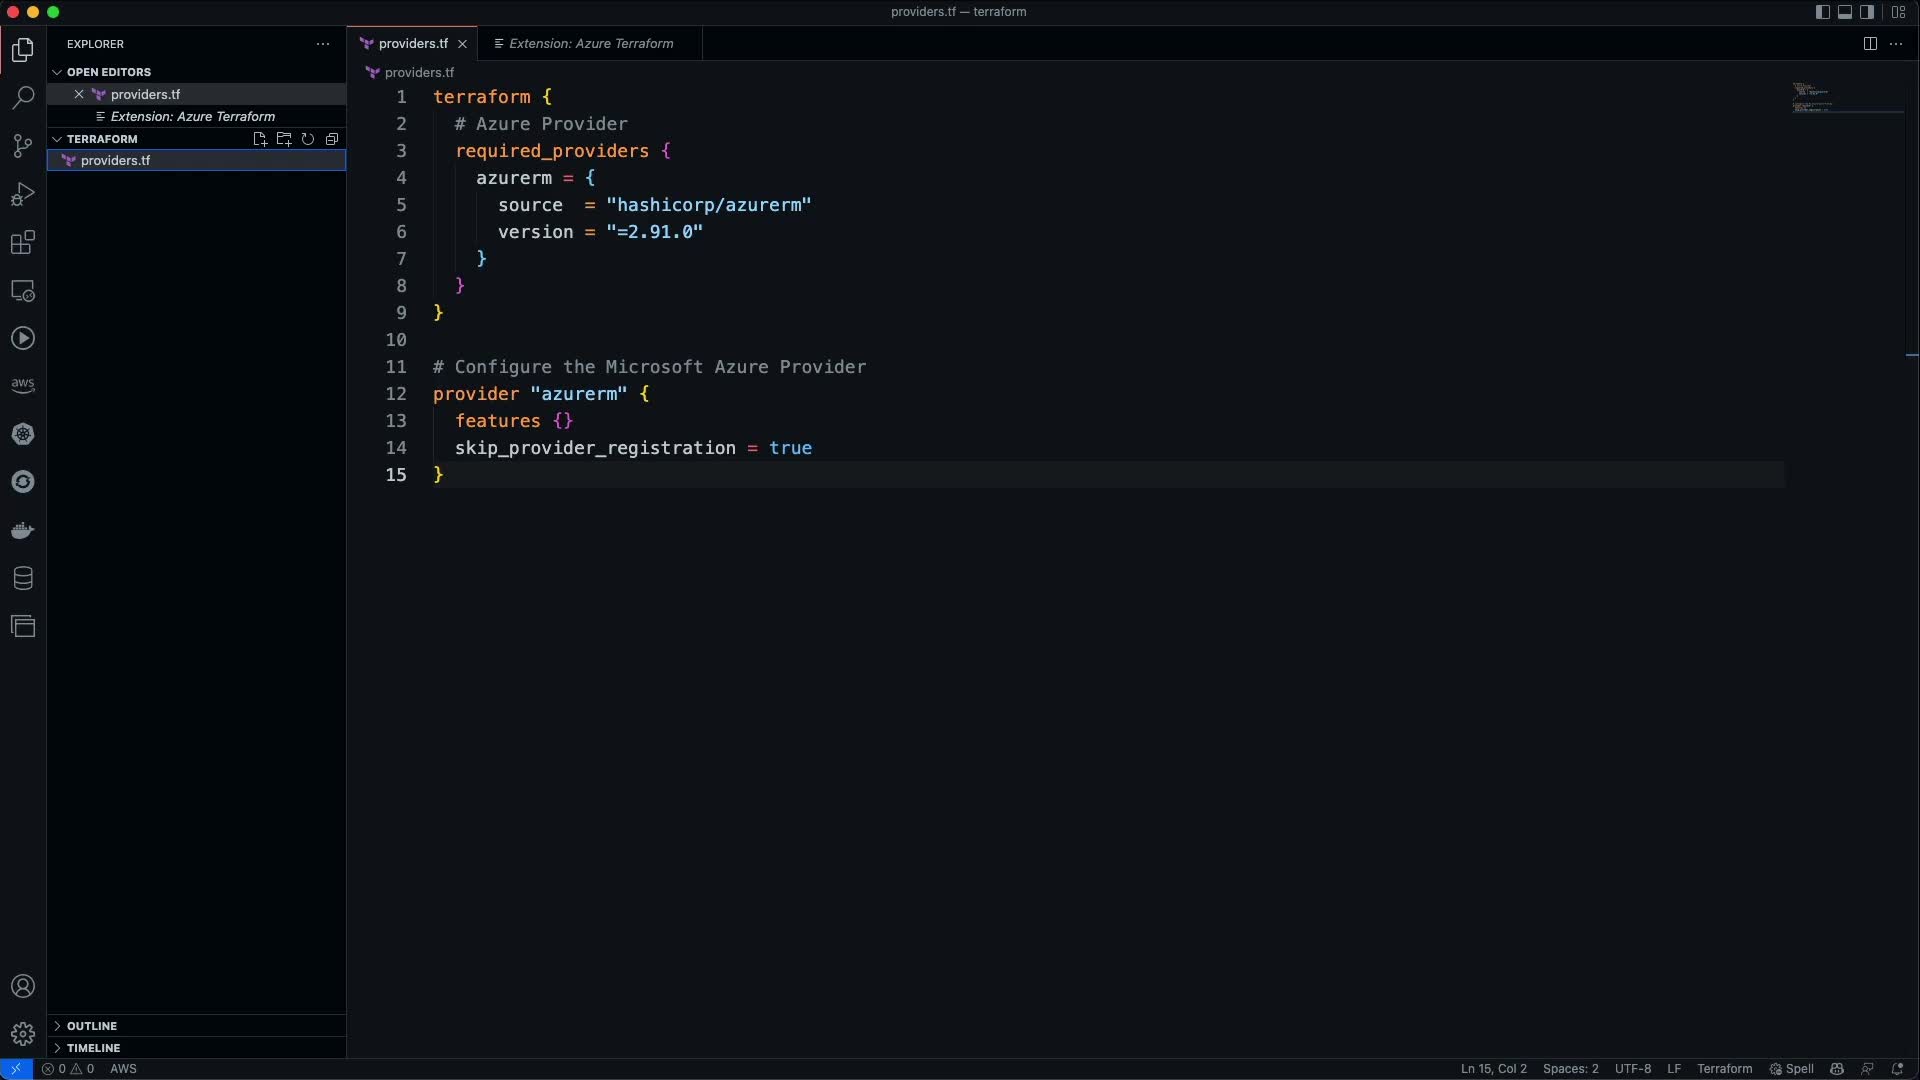 providers.tf — terraform
EXPLORER
OPEN EDITORS
providers.tf
Extension: Azure Terraform
TERRAFORM
providers.tf
aws
OUTLINE
TIMELINE
providers.tf
Extension: Azure Terraform
providers.tf
1 terraform {
2   # Azure Provider
3   required_providers {
4     azurerm = {
5       source  = "hashicorp/azurerm"
6       version = "=2.91.0"
7     }
8   }
9 }
10
11 # Configure the Microsoft Azure Provider
12 provider "azurerm" {
13   features {}
14   skip_provider_registration = true
15 }
0 0 AWS
Ln 15, Col 2 Spaces: 2 UTF-8 LF Terraform Spell